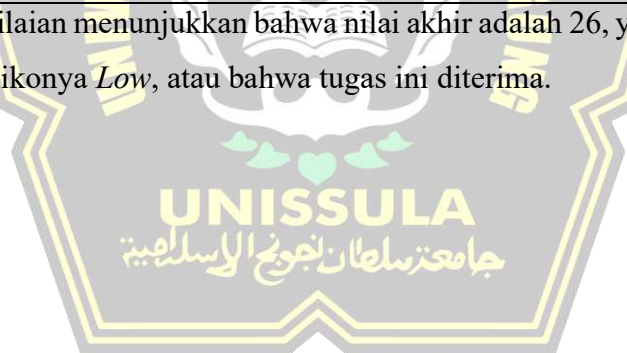 ilaian menunjukkan bahwa nilai akhir adalah 26, y
ikonya Low, atau bahwa tugas ini diterima.
UNISSULA
جامعة سلطان أجونج الإسلامية